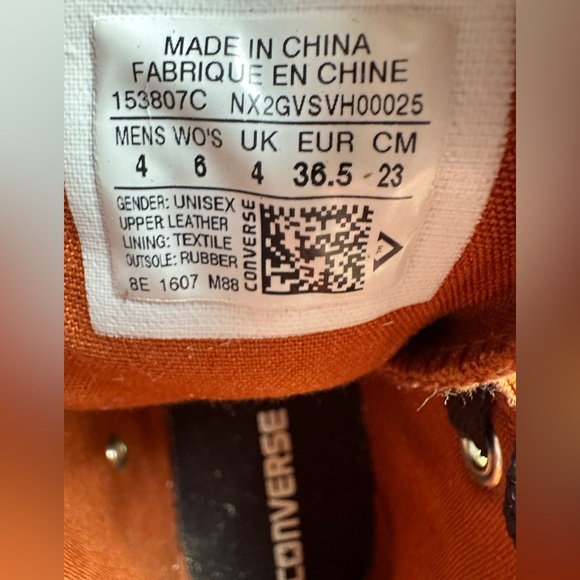 MADE IN CHINA
FABRIQUE EN CHINE
153807C NX2GVSVH00025
MENS WO'S UK EUR CM
4 6 4 36.5 23
GENDER: UNISEX
UPPER LEATHER
LINING: TEXTILE
OUTSOLE: RUBBER
8E 1607 M88
CONVERSE
CONVERSE